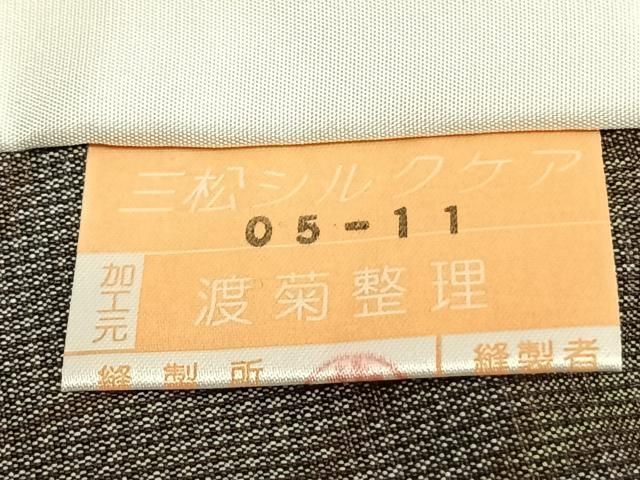 三松シルクケア
05-11
加工元 渡菊整理
縫製所 縫製者